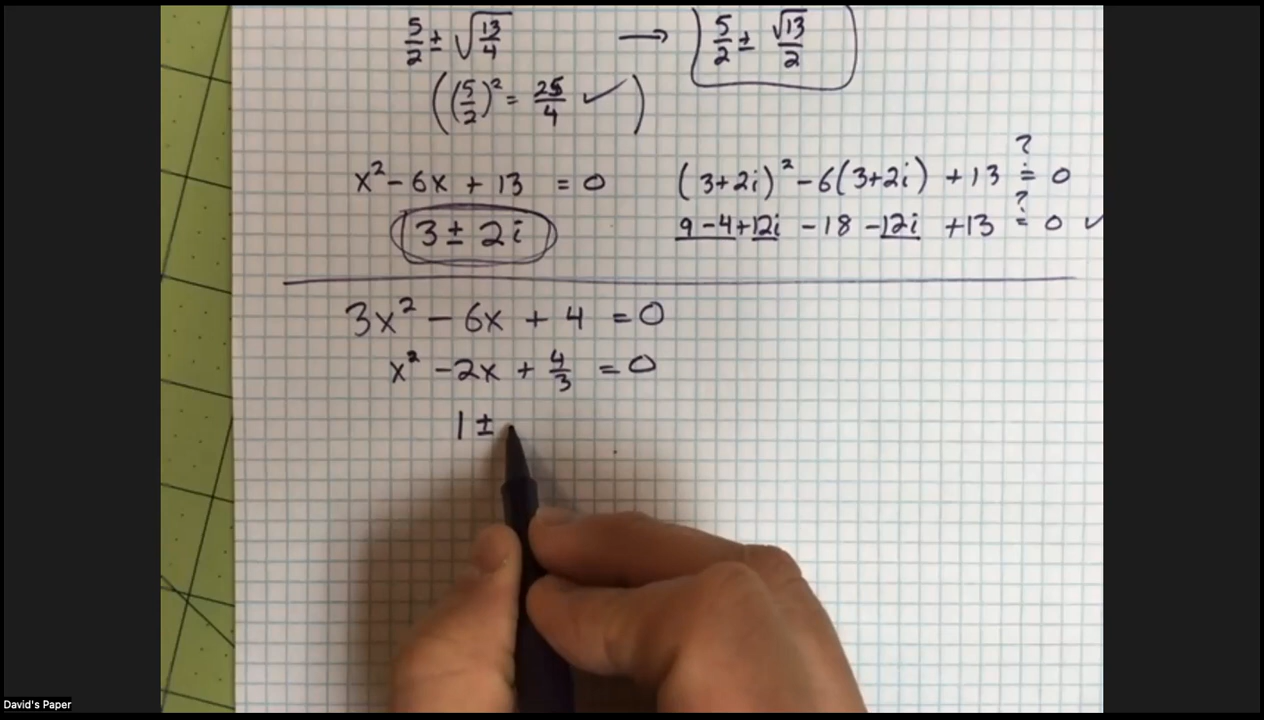 5/2 ± √(13/4) → 5/2 ± √13/2
((5/2)² = 25/4 ✓)
x² - 6x + 13 = 0
3 ± 2i
(3+2i)² - 6(3+2i) + 13 ≟ 0
9 - 4 + 12i - 18 - 12i + 13 ≟ 0 ✓
3x² - 6x + 4 = 0
x² - 2x + 4/3 = 0
1 ±
David's Paper